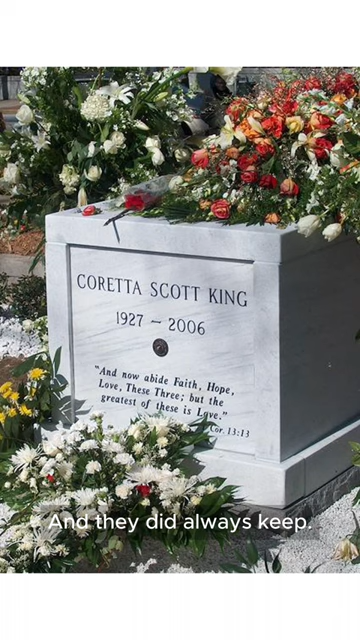 CORETTA SCOTT KING
1927 – 2006
"And now abide Faith, Hope,
Love, These Three; but the
greatest of these is Love."
Cor. 13:13
And they did always keep.